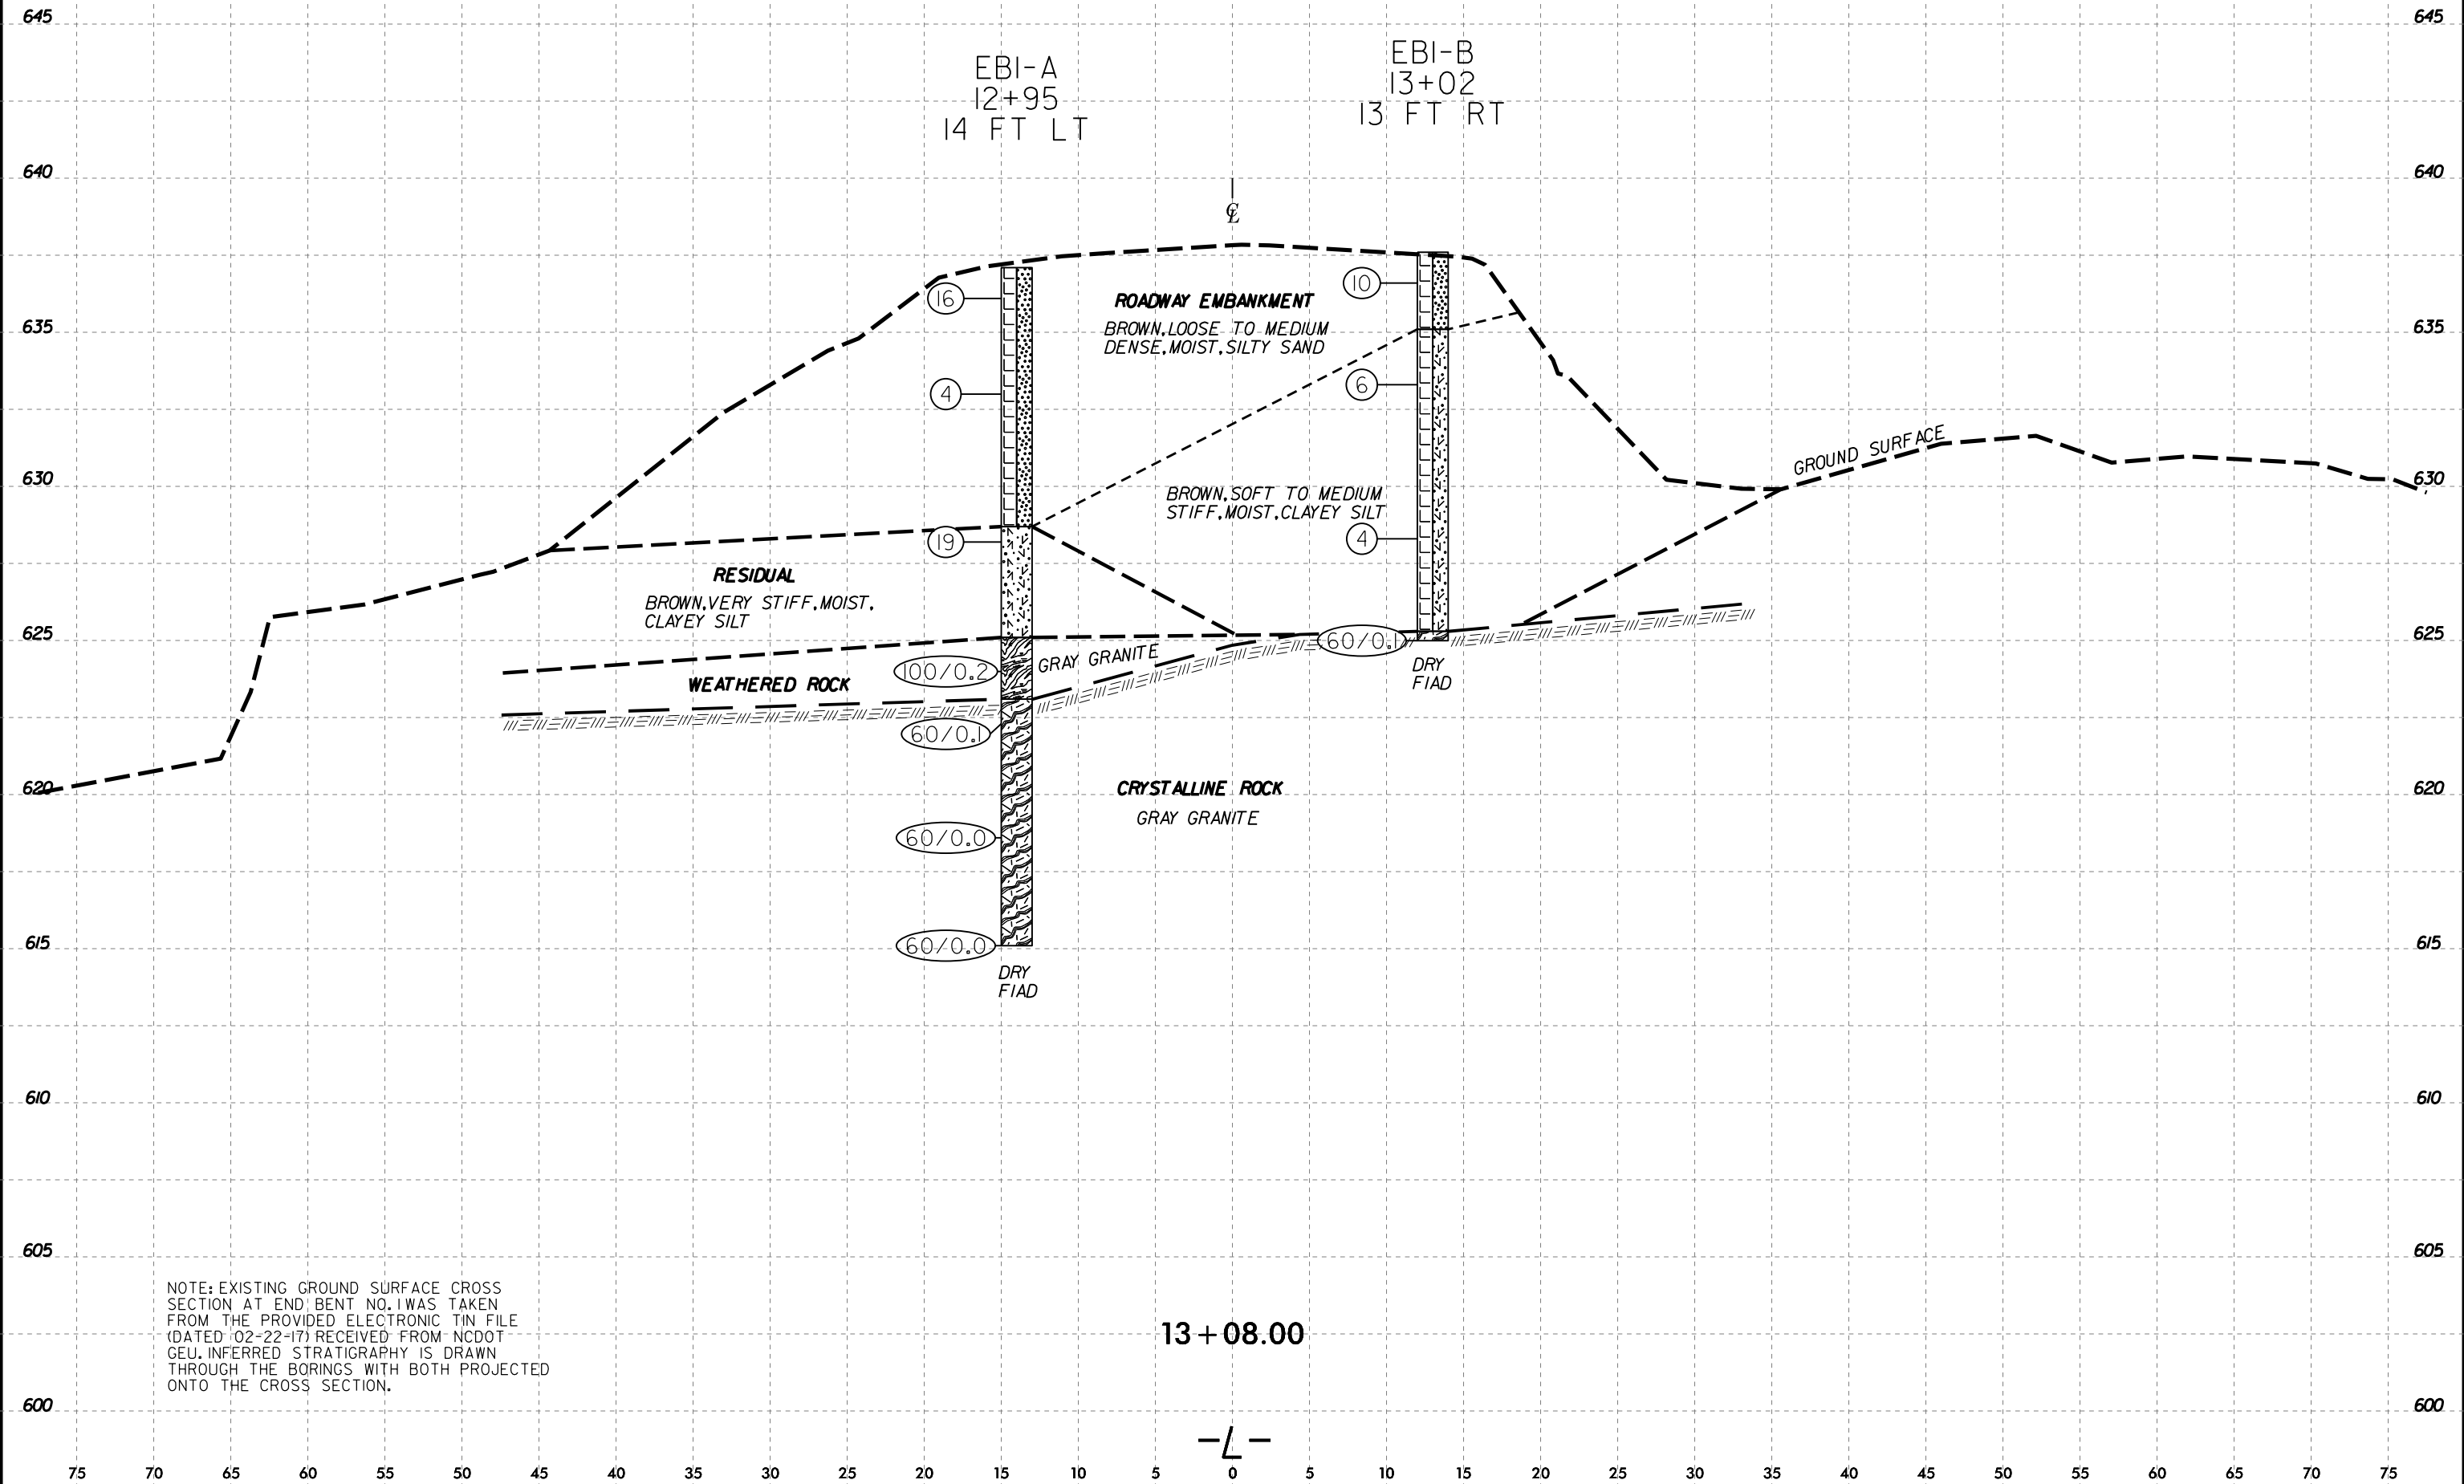 645 645
EB1-A
12+95
14 FT LT
EB1-B
13+02
13 FT RT
640 640
℄
16
10
ROADWAY EMBANKMENT
BROWN, LOOSE TO MEDIUM
DENSE, MOIST, SILTY SAND
635 635
4
6
GROUND SURFACE
630 630
BROWN, SOFT TO MEDIUM
STIFF, MOIST, CLAYEY SILT
19
4
RESIDUAL
BROWN, VERY STIFF, MOIST,
CLAYEY SILT
625 625
60/0.1
GRAY GRANITE
100/0.2
DRY
FIAD
WEATHERED ROCK
60/0.1
620 620
CRYSTALLINE ROCK
GRAY GRANITE
60/0.0
615 615
60/0.0
DRY
FIAD
610 610
605 605
NOTE: EXISTING GROUND SURFACE CROSS
SECTION AT END BENT NO. 1 WAS TAKEN
FROM THE PROVIDED ELECTRONIC TIN FILE
(DATED 02-22-17) RECEIVED FROM NCDOT
GEU. INFERRED STRATIGRAPHY IS DRAWN
THROUGH THE BORINGS WITH BOTH PROJECTED
ONTO THE CROSS SECTION.
13+08.00
600 600
-L-
75 70 65 60 55 50 45 40 35 30 25 20 15 10 5 0 5 10 15 20 25 30 35 40 45 50 55 60 65 70 75